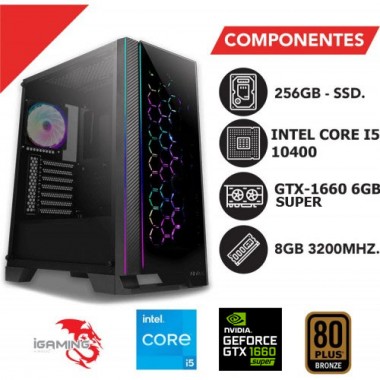 COMPONENTES
256GB - SSD.
INTEL CORE I5
10400
GTX-1660 6GB
SUPER
8GB 3200MHZ.
iGAMING
intel
CORE
i5
NVIDIA
GEFORCE
GTX 1660
SUPER
80
PLUS
BRONZE